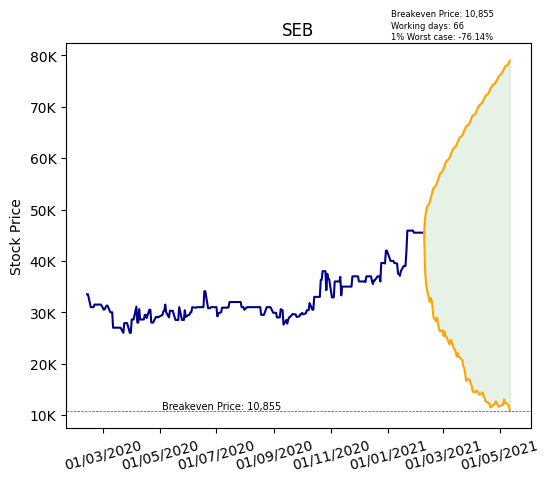 Breakeven Price: 10,855
Working days: 66
1% Worst case: -76.14%
SEB
Stock Price
80K
70K
60K
50K
40K
30K
20K
10K
Breakeven Price: 10,855
01/03/2020
01/05/2020
01/07/2020
01/09/2020
01/11/2020
01/01/2021
01/03/2021
01/05/2021